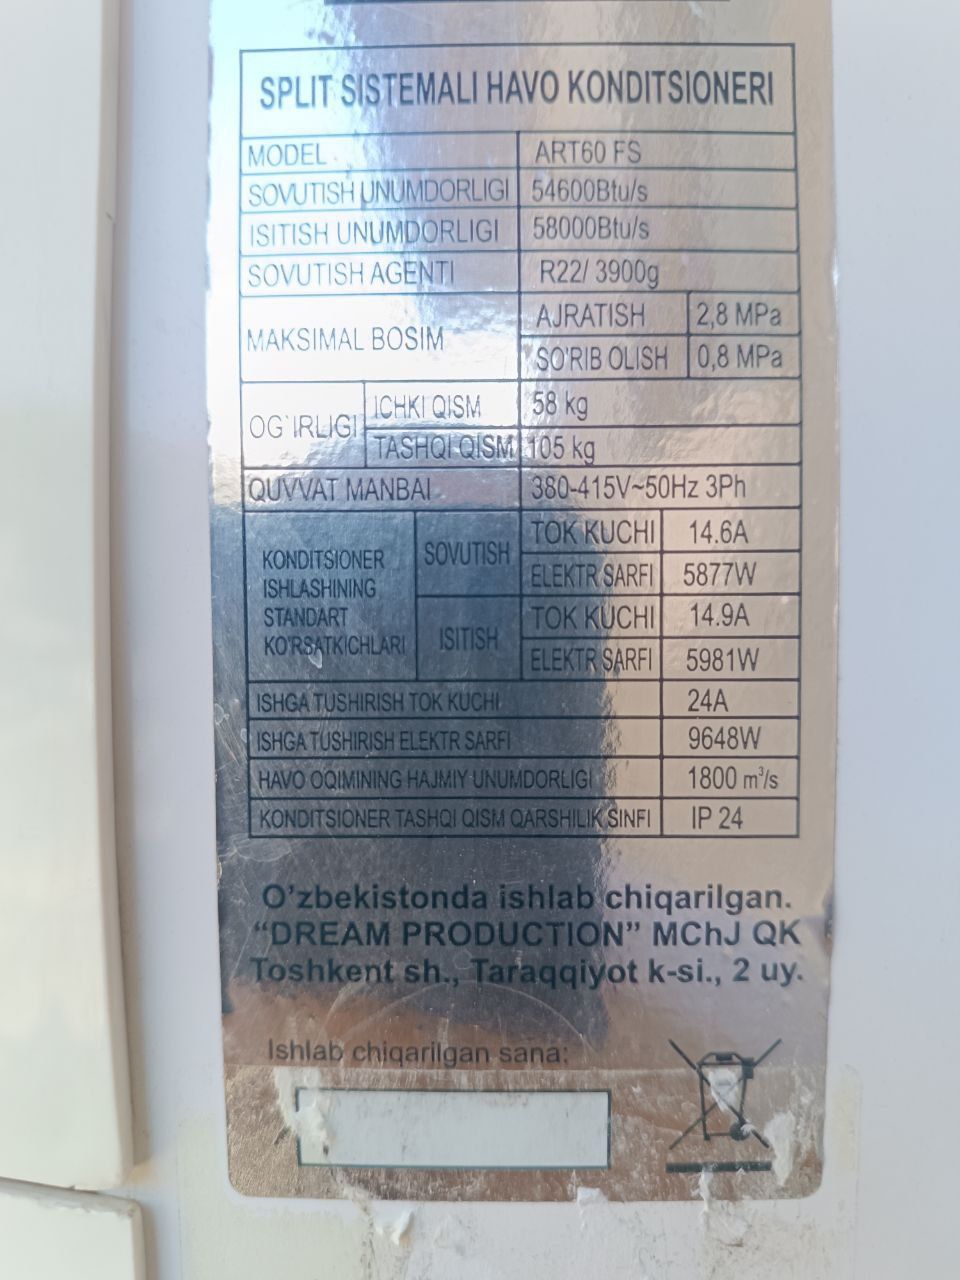 SPLIT SISTEMALI HAVO KONDITSIONERI
MODEL ART60 FS
SOVUTISH UNUMDORLIGI 54600Btu/s
ISITISH UNUMDORLIGI 58000Btu/s
SOVUTISH AGENTI R22/ 3900g
MAKSIMAL BOSIM AJRATISH 2,8 MPa
SO'RIB OLISH 0,8 MPa
OG`IRLIGI ICHKI QISM 58 kg
TASHQI QISM 105 kg
QUVVAT MANBAI 380-415V~50Hz 3Ph
KONDITSIONER ISHLASHINING STANDART KO'RSATKICHLARI SOVUTISH TOK KUCHI 14.6A
ELEKTR SARFI 5877W
ISITISH TOK KUCHI 14.9A
ELEKTR SARFI 5981W
ISHGA TUSHIRISH TOK KUCHI 24A
ISHGA TUSHIRISH ELEKTR SARFI 9648W
HAVO OQIMINING HAJMIY UNUMDORLIGI 1800 m³/s
KONDITSIONER TASHQI QISM QARSHILIK SINFI IP 24
O'zbekistonda ishlab chiqarilgan.
“DREAM PRODUCTION” MChJ QK
Toshkent sh., Taraqqiyot k-si., 2 uy.
Ishlab chiqarilgan sana: